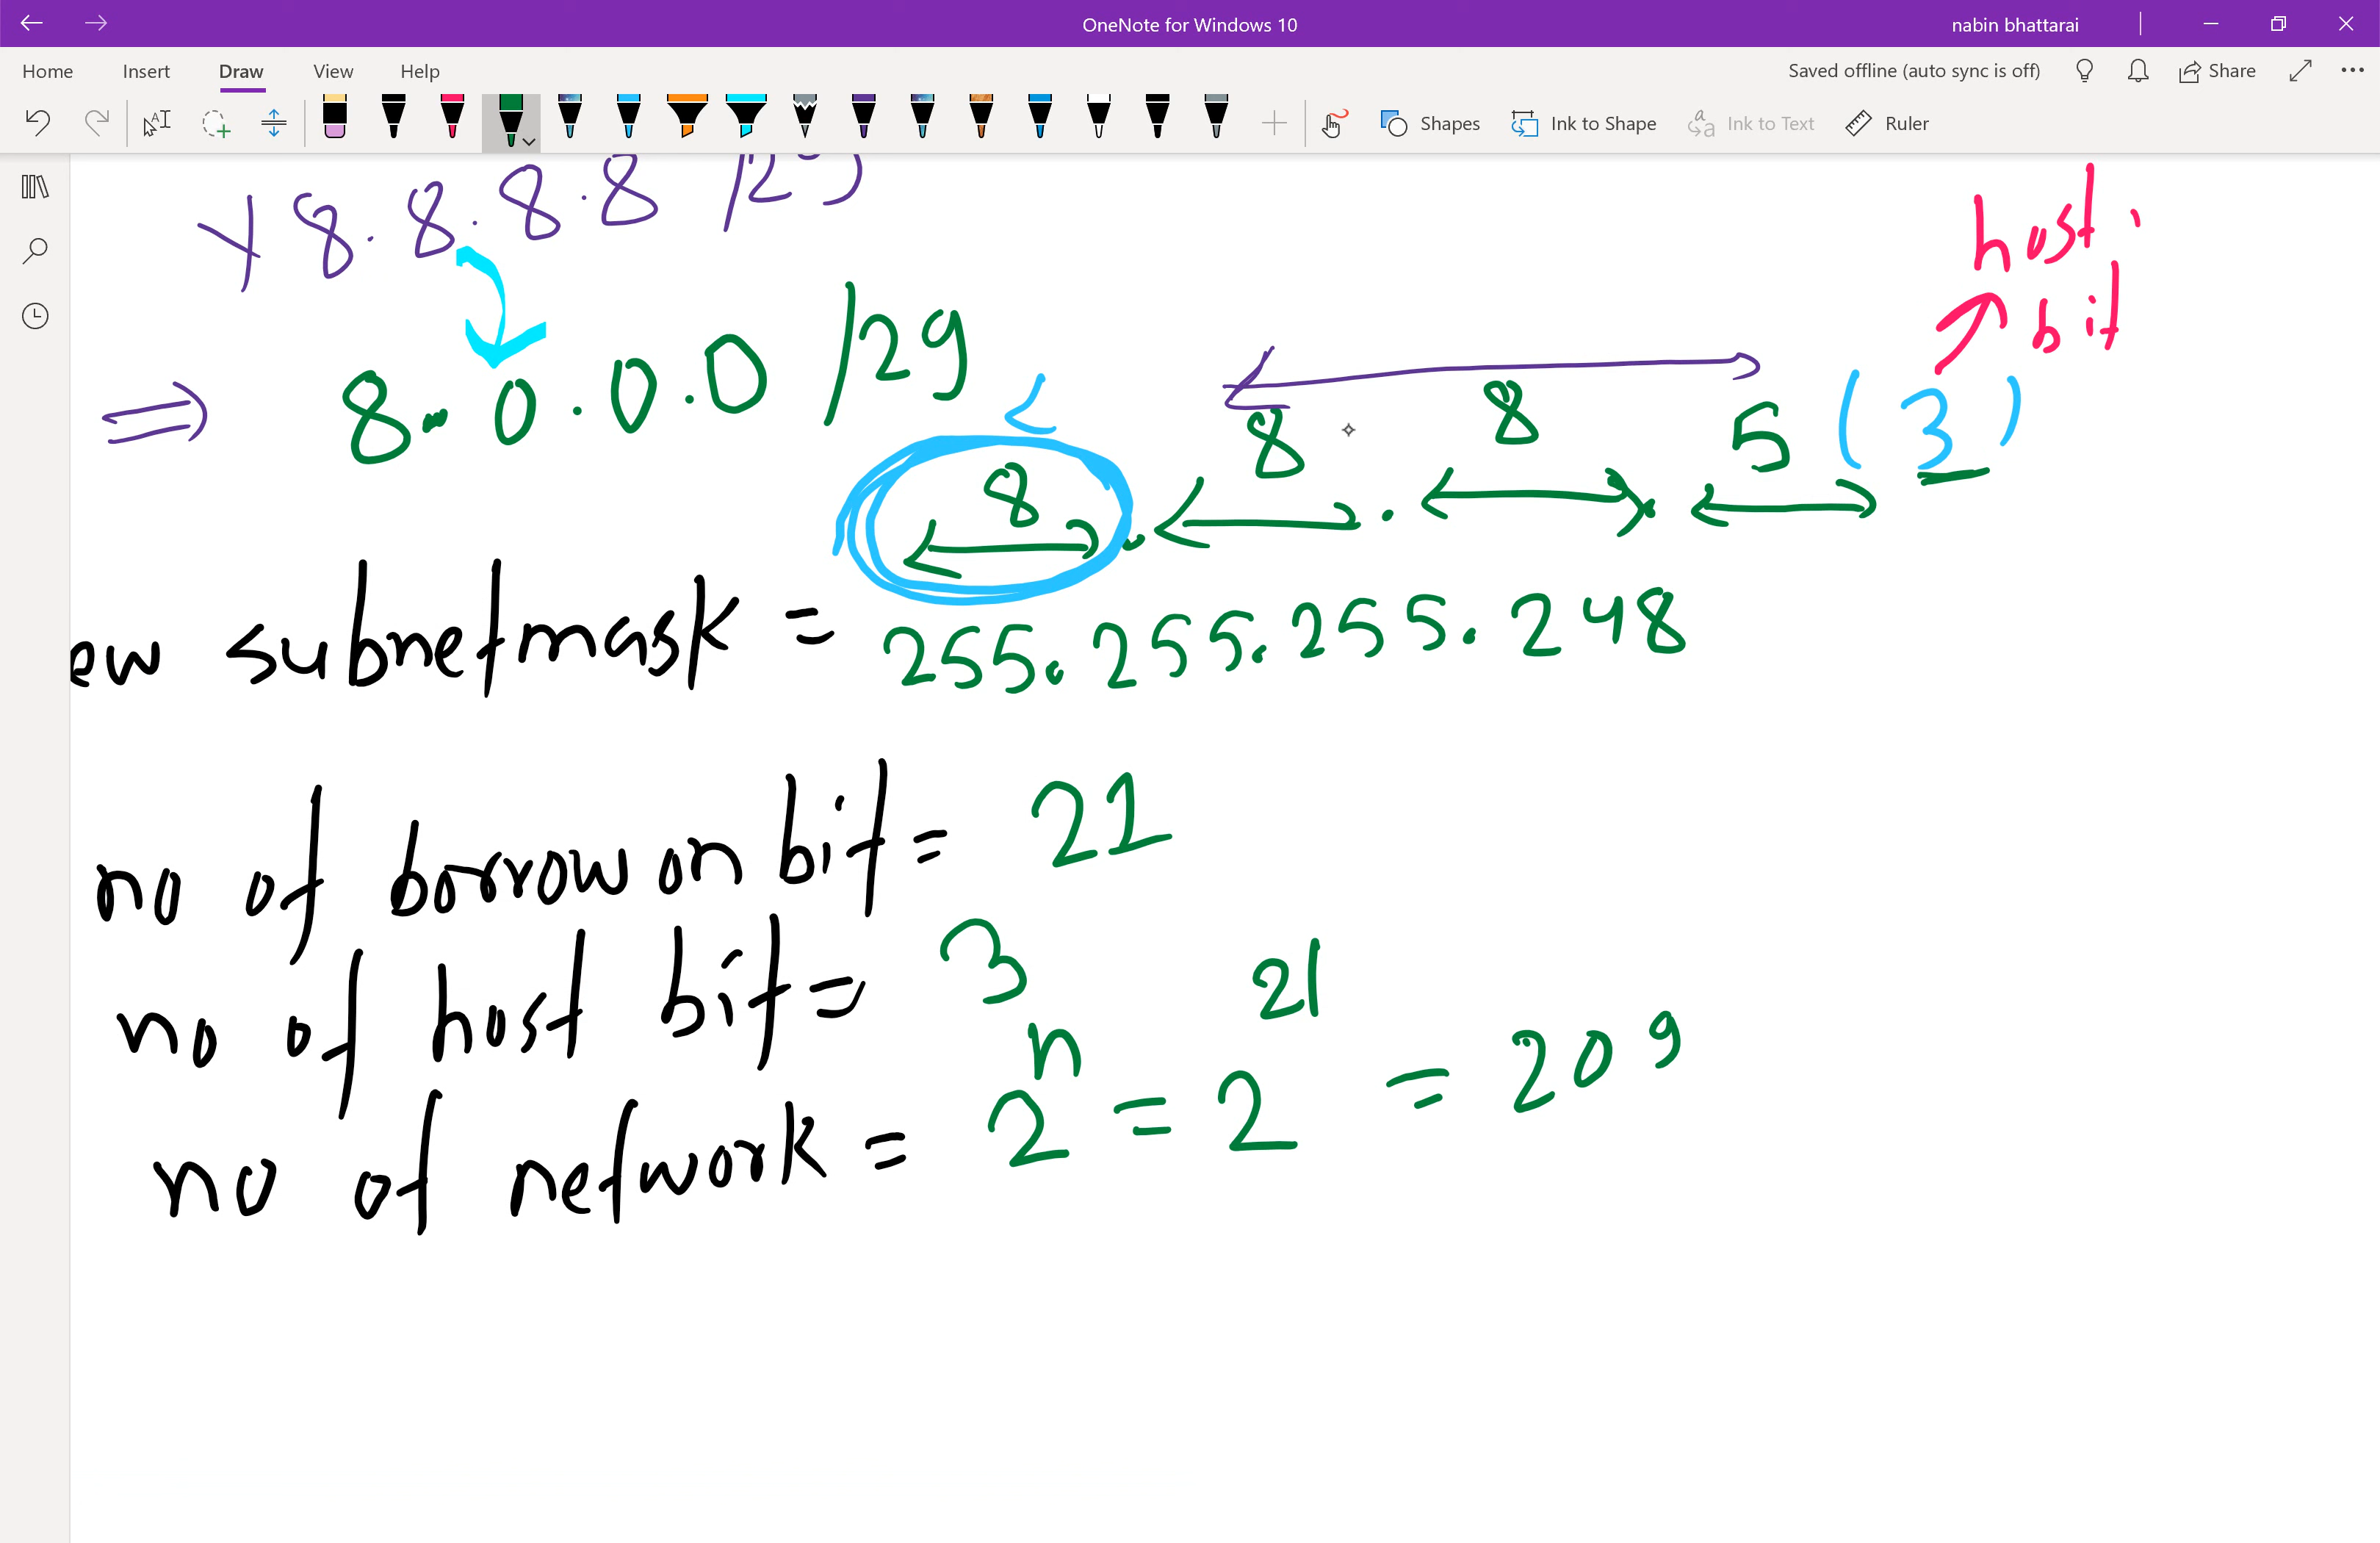 OneNote for Windows 10
nabin bhattarai
Home Insert Draw View Help
Saved offline (auto sync is off) Share
Shapes Ink to Shape Ink to Text Ruler
8.8.8.8 /29
host
bit
8.0.0.0 /29
8 8 8 5 (3)
ew subnetmask = 255.255.255.248
no of borrow on bit = 21
no of host bit = 3
no of network = 2^n = 2^21 = 209